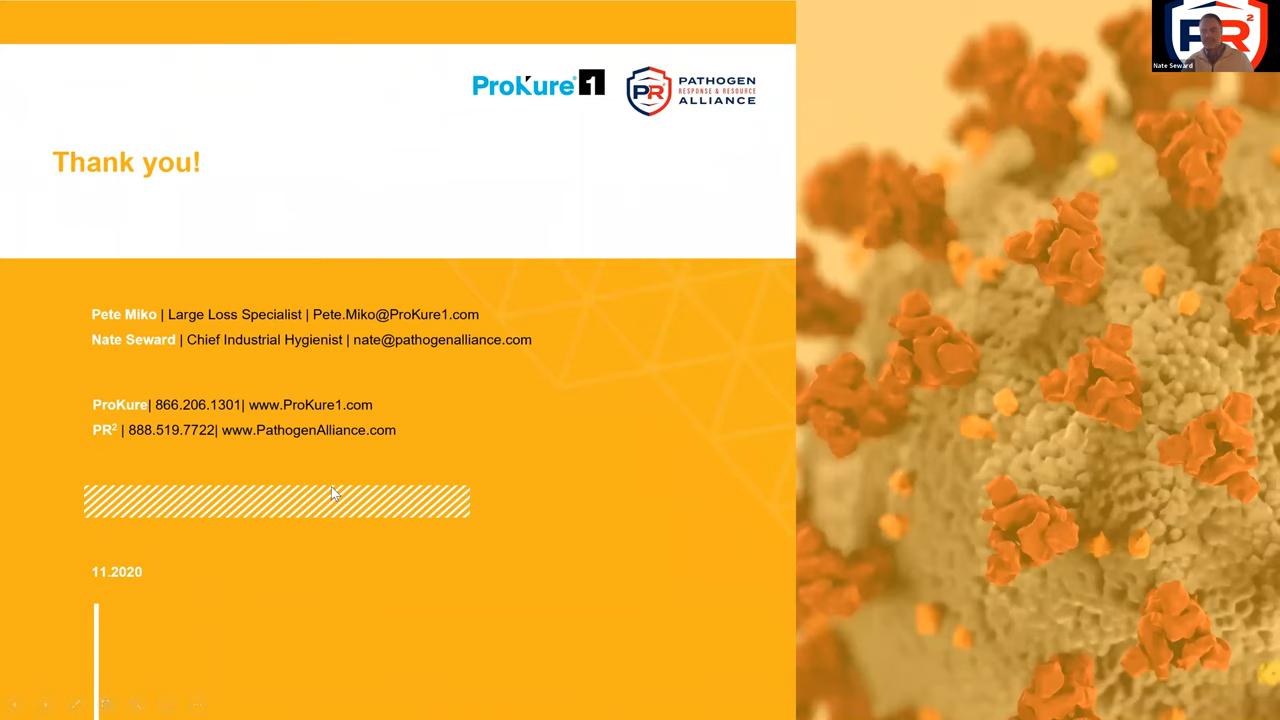 ProKure® 1
PR² PATHOGEN
RESPONSE & RESOURCE
ALLIANCE
PR²
Nate Seward
Thank you!
Pete Miko | Large Loss Specialist | Pete.Miko@ProKure1.com
Nate Seward | Chief Industrial Hygienist | nate@pathogenalliance.com
ProKure| 866.206.1301| www.ProKure1.com
PR² | 888.519.7722| www.PathogenAlliance.com
11.2020